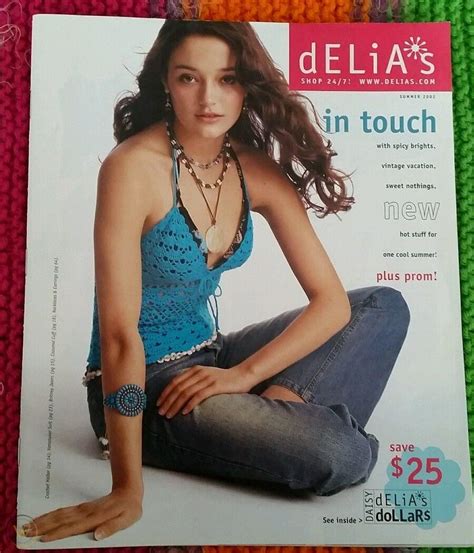 dELiA*s
SHOP 24/7! WWW.DELIAS.COM
SUMMER 2002
in touch
with spicy brights,
vintage vacation,
sweet nothings,
new
hot stuff for
one cool summer!
plus prom!
save
$25
DAISY
dELiA*s
doLLaRs
See inside >